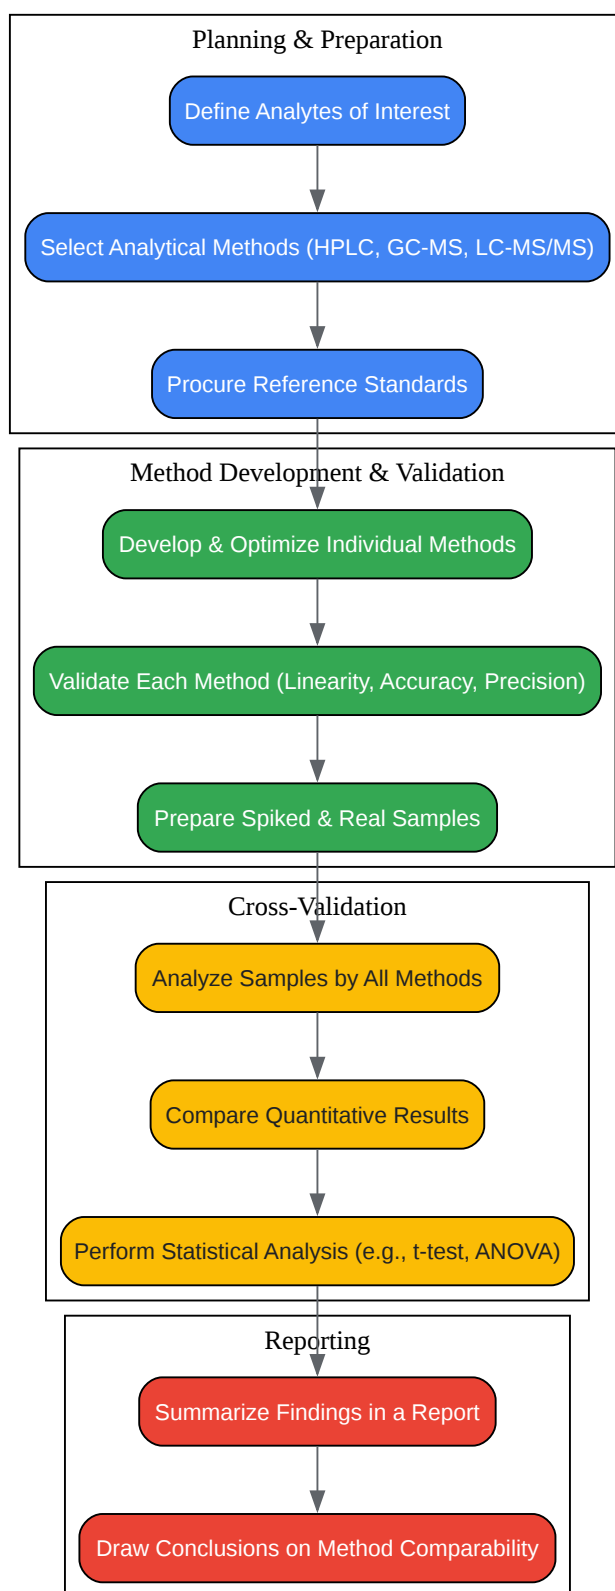 Planning & Preparation
Define Analytes of Interest
Select Analytical Methods (HPLC, GC-MS, LC-MS/MS)
Procure Reference Standards
Method Development & Validation
Develop & Optimize Individual Methods
Validate Each Method (Linearity, Accuracy, Precision)
Prepare Spiked & Real Samples
Cross-Validation
Analyze Samples by All Methods
Compare Quantitative Results
Perform Statistical Analysis (e.g., t-test, ANOVA)
Reporting
Summarize Findings in a Report
Draw Conclusions on Method Comparability